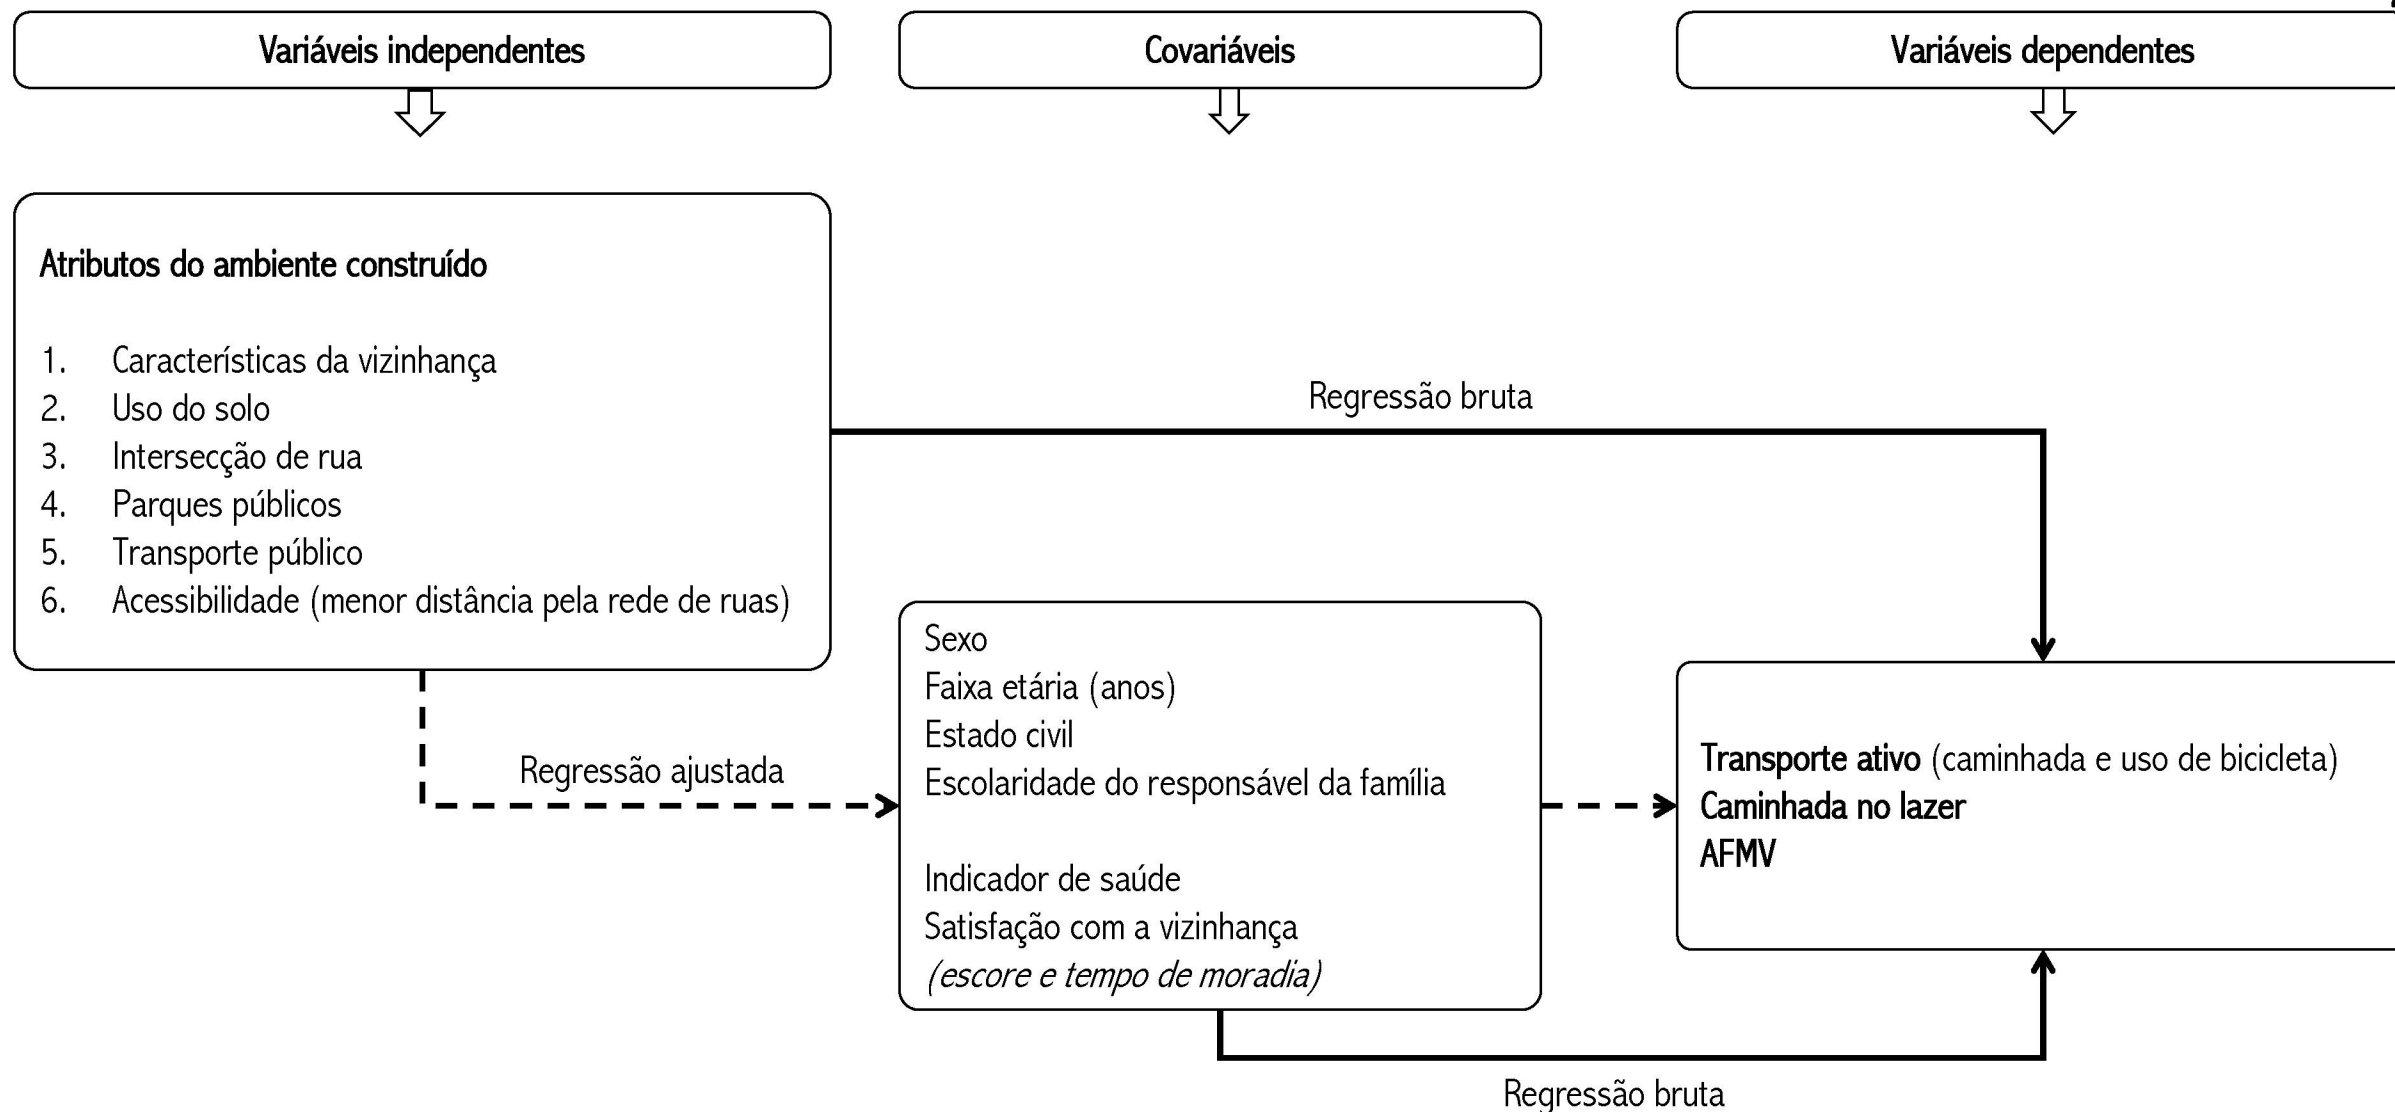 Variáveis independentes
Covariáveis
Variáveis dependentes
Atributos do ambiente construído
1. Características da vizinhança
2. Uso do solo
3. Intersecção de rua
4. Parques públicos
5. Transporte público
6. Acessibilidade (menor distância pela rede de ruas)
Regressão bruta
Regressão ajustada
Sexo
Faixa etária (anos)
Estado civil
Escolaridade do responsável da família
Indicador de saúde
Satisfação com a vizinhança
(escore e tempo de moradia)
Transporte ativo (caminhada e uso de bicicleta)
Caminhada no lazer
AFMV
Regressão bruta